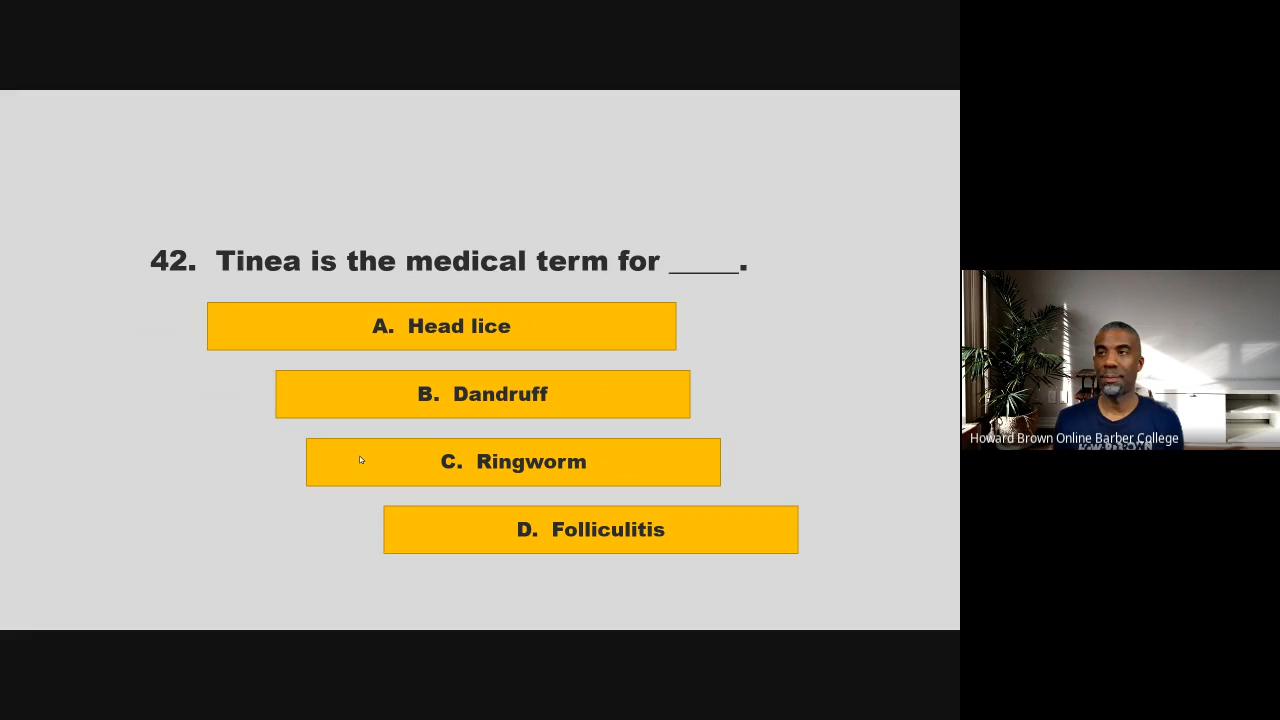 42. Tinea is the medical term for _____.
A. Head lice
B. Dandruff
C. Ringworm
D. Folliculitis
Howard Brown Online Barber College